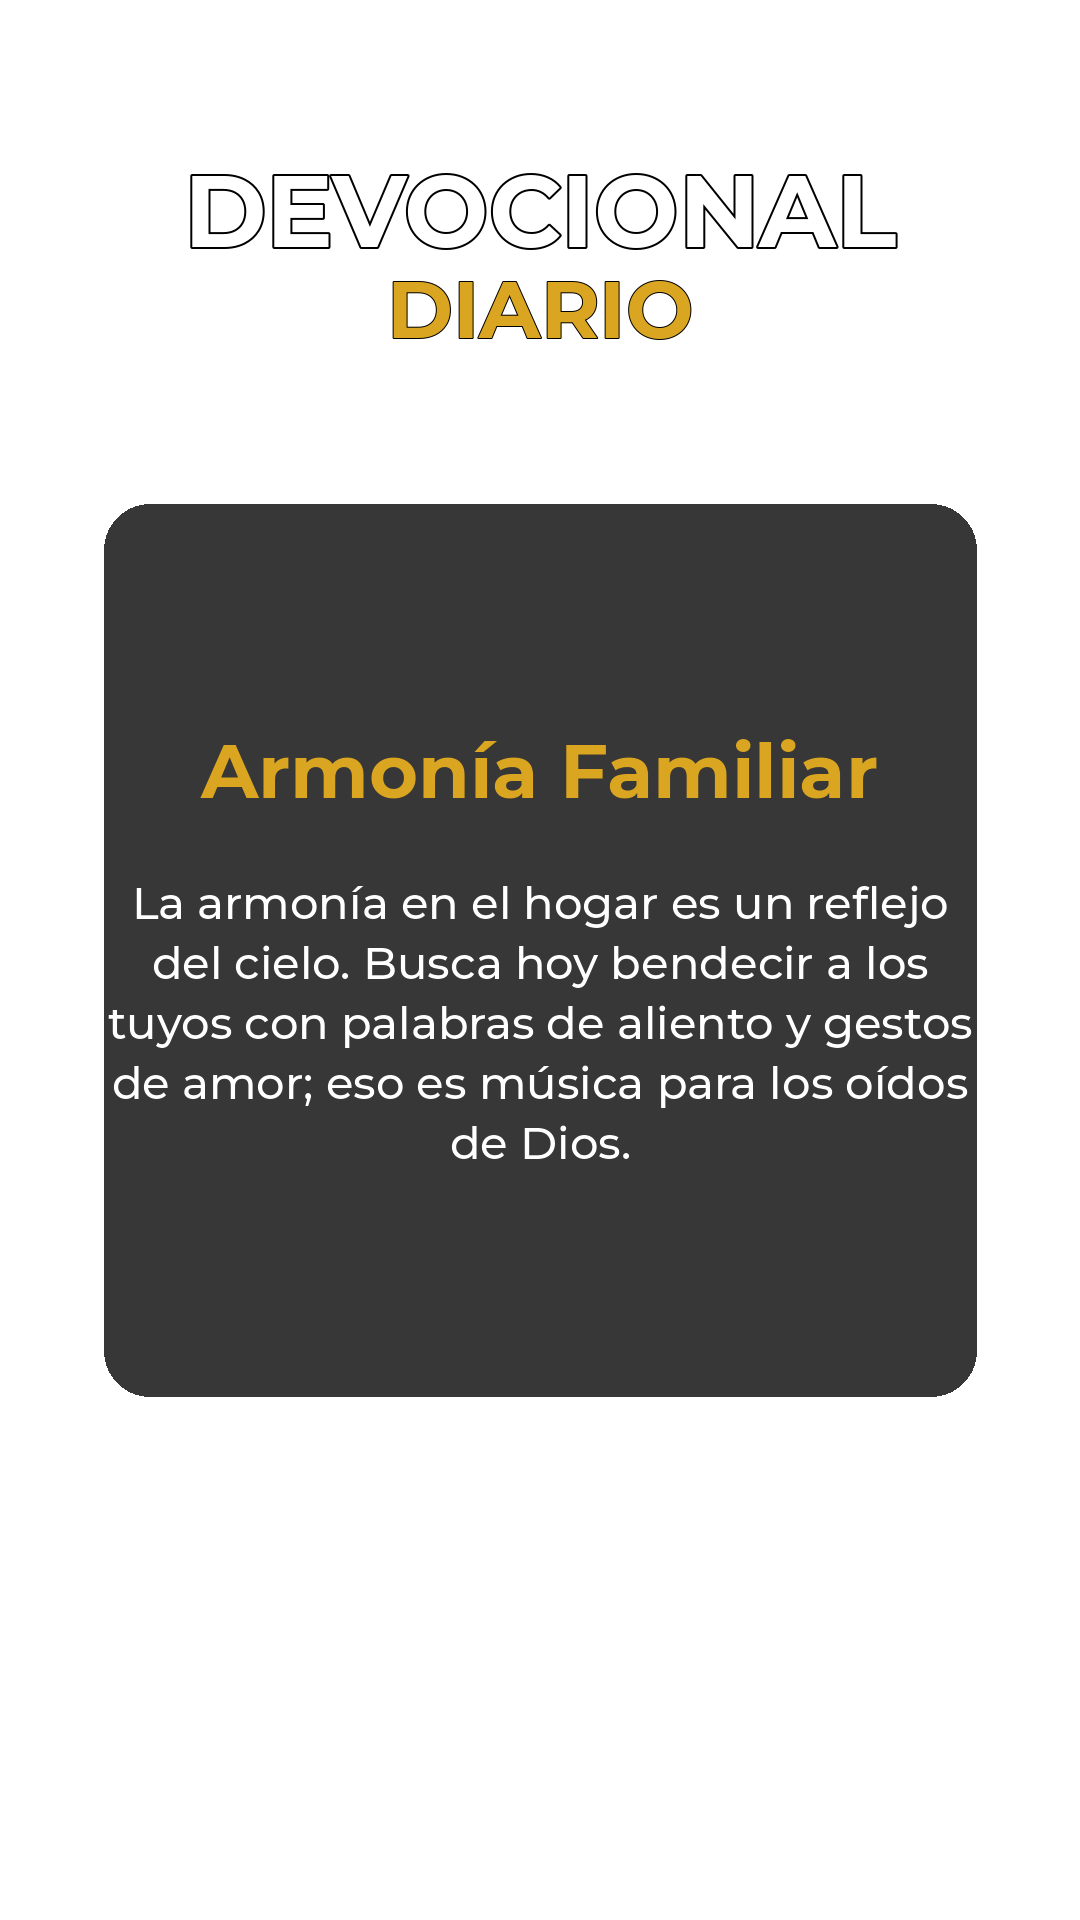 DEVOCIONAL
DIARIO
Armonía Familiar
La armonía en el hogar es un reflejo
del cielo. Busca hoy bendecir a los
tuyos con palabras de aliento y gestos
de amor; eso es música para los oídos
de Dios.